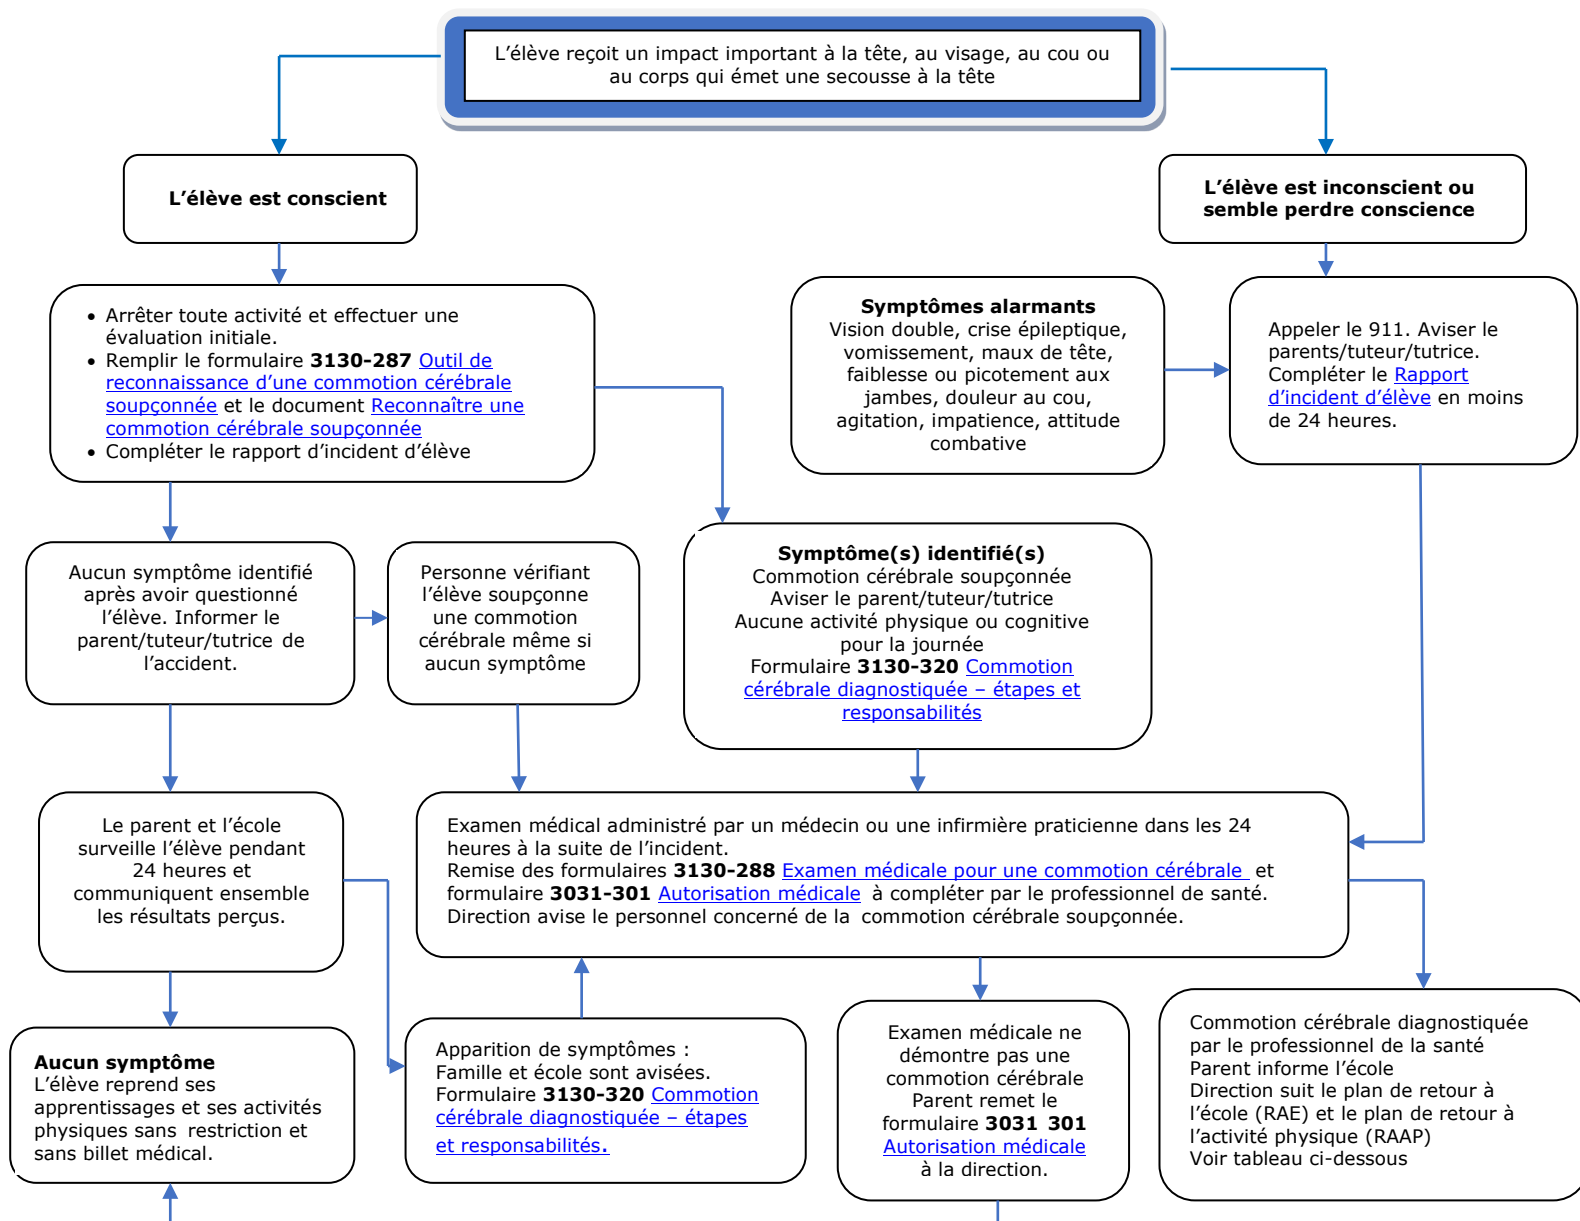 L'élève reçoit un impact important à la tête, au visage, au cou ou
au corps qui émet une secousse à la tête
L'élève est conscient
L'élève est inconscient ou
semble perdre conscience
• Arrêter toute activité et effectuer une
évaluation initiale.
• Remplir le formulaire 3130-287 Outil de
reconnaissance d'une commotion cérébrale
soupçonnée et le document Reconnaître une
commotion cérébrale soupçonnée
• Compléter le rapport d'incident d'élève
Symptômes alarmants
Vision double, crise épileptique,
vomissement, maux de tête,
faiblesse ou picotement aux
jambes, douleur au cou,
agitation, impatience, attitude
combative
Appeler le 911. Aviser le
parents/tuteur/tutrice.
Compléter le Rapport
d'incident d'élève en moins
de 24 heures.
Aucun symptôme identifié
après avoir questionné
l'élève. Informer le
parent/tuteur/tutrice de
l'accident.
Personne vérifiant
l'élève soupçonne
une commotion
cérébrale même si
aucun symptôme
Symptôme(s) identifié(s)
Commotion cérébrale soupçonnée
Aviser le parent/tuteur/tutrice
Aucune activité physique ou cognitive
pour la journée
Formulaire 3130-320 Commotion
cérébrale diagnostiquée – étapes et
responsabilités
Le parent et l'école
surveille l'élève pendant
24 heures et
communiquent ensemble
les résultats perçus.
Examen médical administré par un médecin ou une infirmière praticienne dans les 24
heures à la suite de l'incident.
Remise des formulaires 3130-288 Examen médicale pour une commotion cérébrale et
formulaire 3031-301 Autorisation médicale à compléter par le professionnel de santé.
Direction avise le personnel concerné de la commotion cérébrale soupçonnée.
Aucun symptôme
L'élève reprend ses
apprentissages et ses activités
physiques sans restriction et
sans billet médical.
Apparition de symptômes :
Famille et école sont avisées.
Formulaire 3130-320 Commotion
cérébrale diagnostiquée – étapes
et responsabilités.
Examen médicale ne
démontre pas une
commotion cérébrale
Parent remet le
formulaire 3031 301
Autorisation médicale
à la direction.
Commotion cérébrale diagnostiquée
par le professionnel de la santé
Parent informe l'école
Direction suit le plan de retour à
l'école (RAE) et le plan de retour à
l'activité physique (RAAP)
Voir tableau ci-dessous